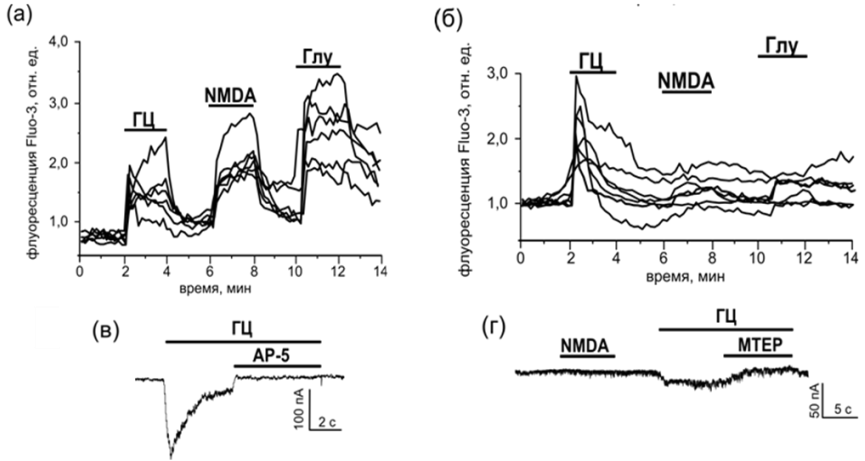 (а)
флуоресценция Fluo-3, отн. ед.
4,0
3,0
2,0
1,0
ГЦ
NMDA
Глу
0 2 4 6 8 10 12 14
время, мин
(б)
флуоресценция Fluo-3, отн. ед.
3,0
2,0
1,0
ГЦ
NMDA
Глу
0 2 4 6 8 10 12 14
время, мин
(в)
ГЦ
AP-5
100 nA
2 c
(г)
NMDA
ГЦ
MTEP
50 nA
5 c